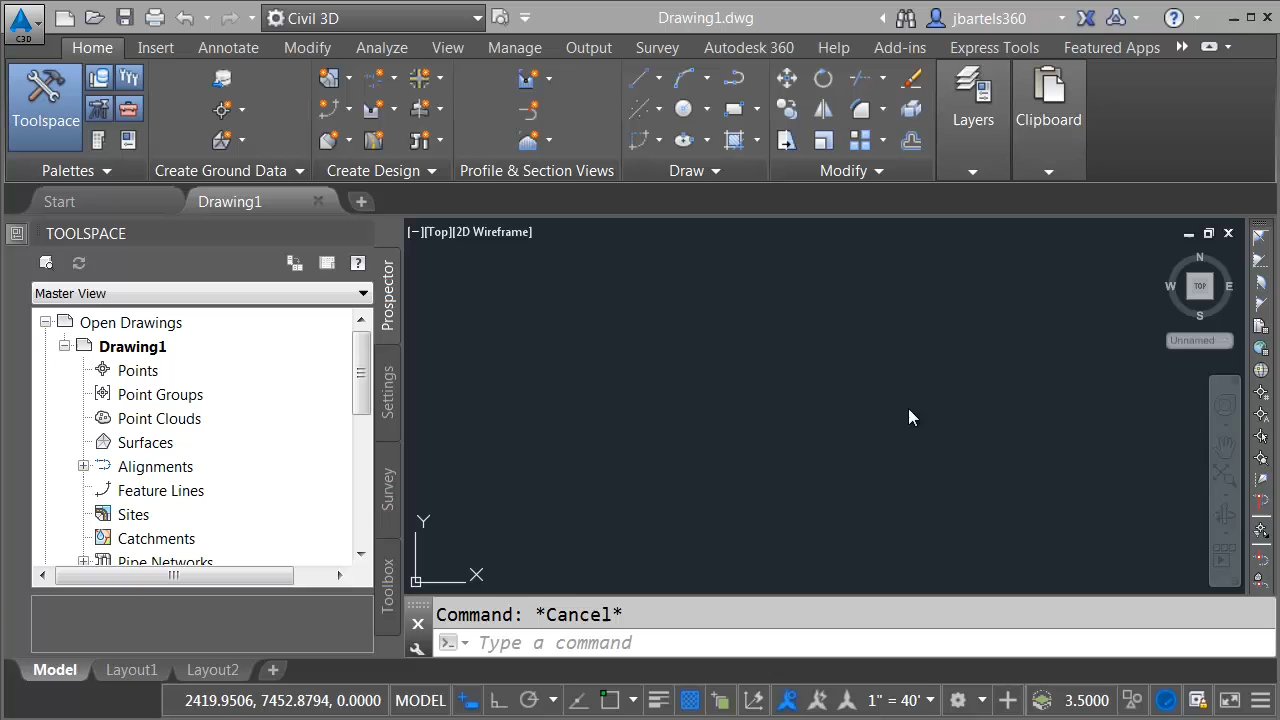 C3D
Civil 3D
Drawing1.dwg
jbartels360
?
Home Insert Annotate Modify Analyze View Manage Output Survey Autodesk 360 Help Add-ins Express Tools Featured Apps
Toolspace
Layers
Clipboard
Palettes Create Ground Data Create Design Profile & Section Views Draw Modify
Start
Drawing1
TOOLSPACE
?
Master View
Open Drawings
Drawing1
Points
Point Groups
Point Clouds
Surfaces
Alignments
Feature Lines
Sites
Catchments
Pipe Networks
Prospector
Settings
Survey
Toolbox
[−][Top][2D Wireframe]
N
W TOP E
S
Unnamed
Y
X
Command: *Cancel*
Type a command
Model Layout1 Layout2
2419.9506, 7452.8794, 0.0000 MODEL 1" = 40' 3.5000